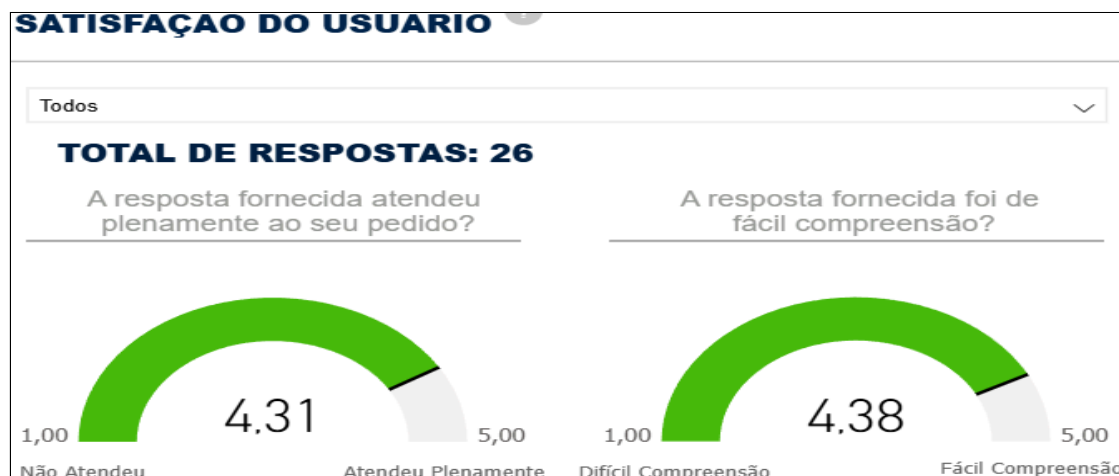 SATISFAÇÃO DO USUÁRIO ?
Todos
TOTAL DE RESPOSTAS: 26
A resposta fornecida atendeu
plenamente ao seu pedido?
A resposta fornecida foi de
fácil compreensão?
4,31
1,00
5,00
Não Atendeu
Atendeu Plenamente
4,38
1,00
5,00
Difícil Compreensão
Fácil Compreensão